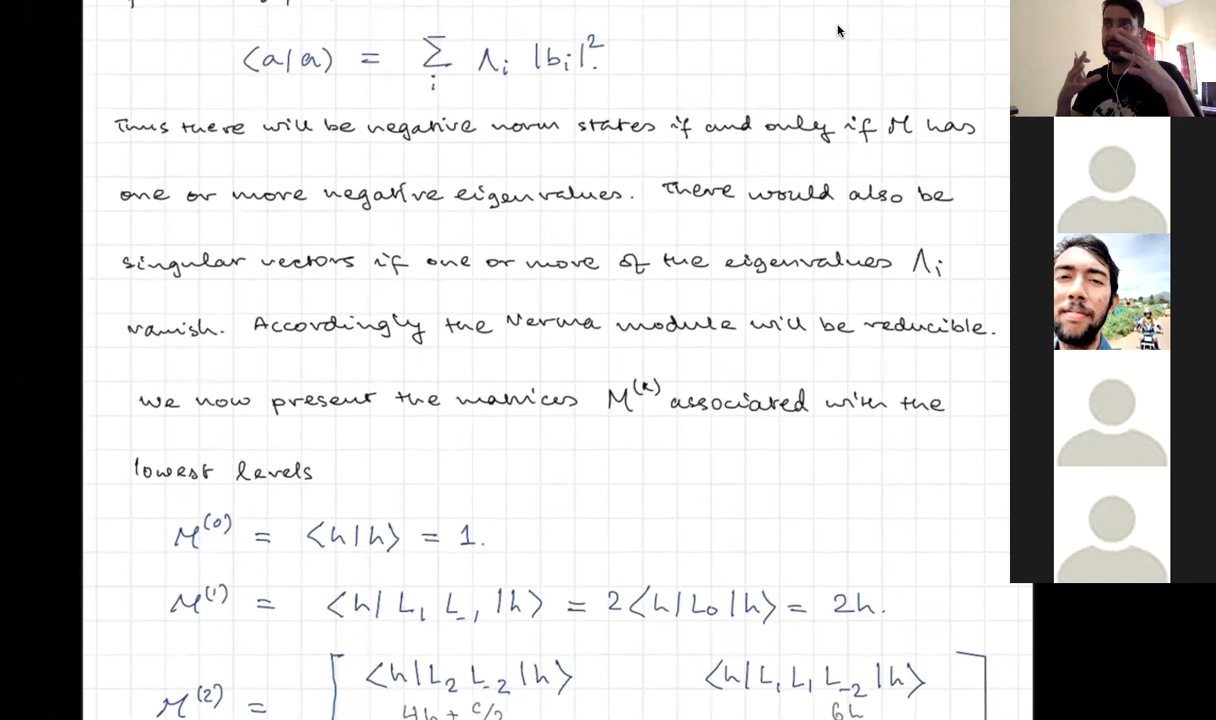 ⟨a|a⟩ = Σ_i Λ_i |b_i|².
Thus there will be negative norm states if and only if M has
one or more negative eigenvalues. There would also be
singular vectors if one or more of the eigenvalues Λ_i
vanish. Accordingly the Verma module will be reducible.
We now present the matrices M^(k) associated with the
lowest levels
M^(0) = ⟨h|h⟩ = 1.
M^(1) = ⟨h| L_1 L_-1 |h⟩ = 2⟨h|L_0|h⟩ = 2h.
M^(2) = [ ⟨h|L_2 L_-2|h⟩ ⟨h|L_1 L_1 L_-2|h⟩ ]
4h + c/2 6h